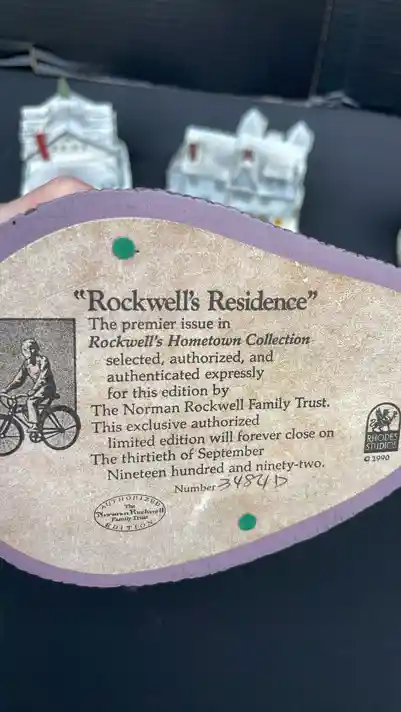 "Rockwell's Residence"
The premier issue in
Rockwell's Hometown Collection
selected, authorized, and
authenticated expressly
for this edition by
The Norman Rockwell Family Trust.
This exclusive authorized
limited edition will forever close on
The thirtieth of September
Nineteen hundred and ninety-two.
Number 3484D
AUTHORIZED
The
Norman Rockwell
Family Trust
EDITION
RHODES
STUDIOS
©1990